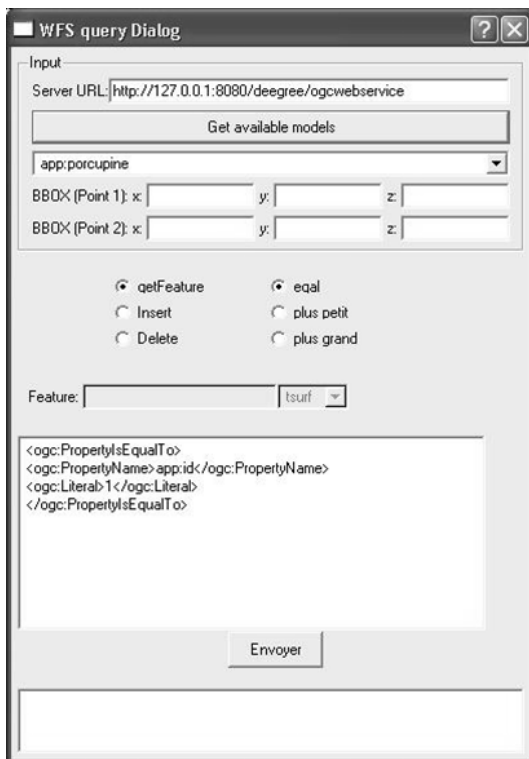 WFS query Dialog
Input
Server URL: http://127.0.0.1:8080/deegree/ogcwebservice
Get available models
app:porcupine
BBOX (Point 1): x: y: z:
BBOX (Point 2): x: y: z:
getFeature eqal
Insert plus petit
Delete plus grand
Feature: tsurf
<ogc:PropertyIsEqualTo>
<ogc:PropertyName>app:id</ogc:PropertyName>
<ogc:Literal>1</ogc:Literal>
</ogc:PropertyIsEqualTo>
Envoyer